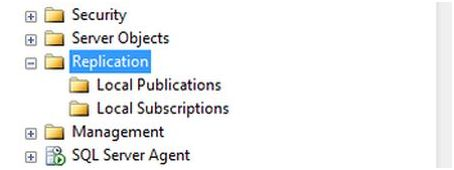 Security
Server Objects
Replication
Local Publications
Local Subscriptions
Management
SQL Server Agent